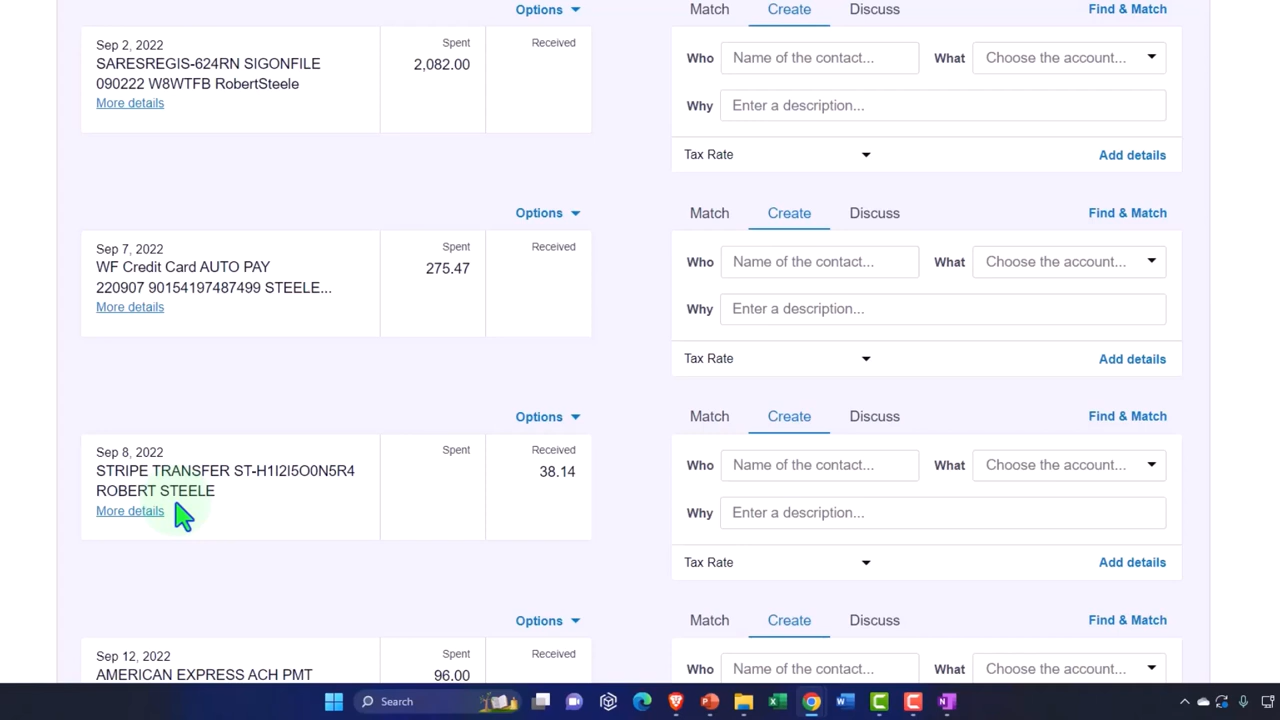 Options Match Create Discuss Find & Match
Sep 2, 2022 Spent Received
SARESREGIS-624RN SIGONFILE 2,082.00
090222 W8WTFB RobertSteele
More details
Who Name of the contact... What Choose the account...
Why Enter a description...
Tax Rate Add details
Options Match Create Discuss Find & Match
Sep 7, 2022 Spent Received
WF Credit Card AUTO PAY 275.47
220907 90154197487499 STEELE...
More details
Who Name of the contact... What Choose the account...
Why Enter a description...
Tax Rate Add details
Options Match Create Discuss Find & Match
Sep 8, 2022 Spent Received
STRIPE TRANSFER ST-H1I2I5O0N5R4 38.14
ROBERT STEELE
More details
Who Name of the contact... What Choose the account...
Why Enter a description...
Tax Rate Add details
Options Match Create Discuss Find & Match
Sep 12, 2022 Spent Received
AMERICAN EXPRESS ACH PMT 96.00
Who Name of the contact... What Choose the account...
Search